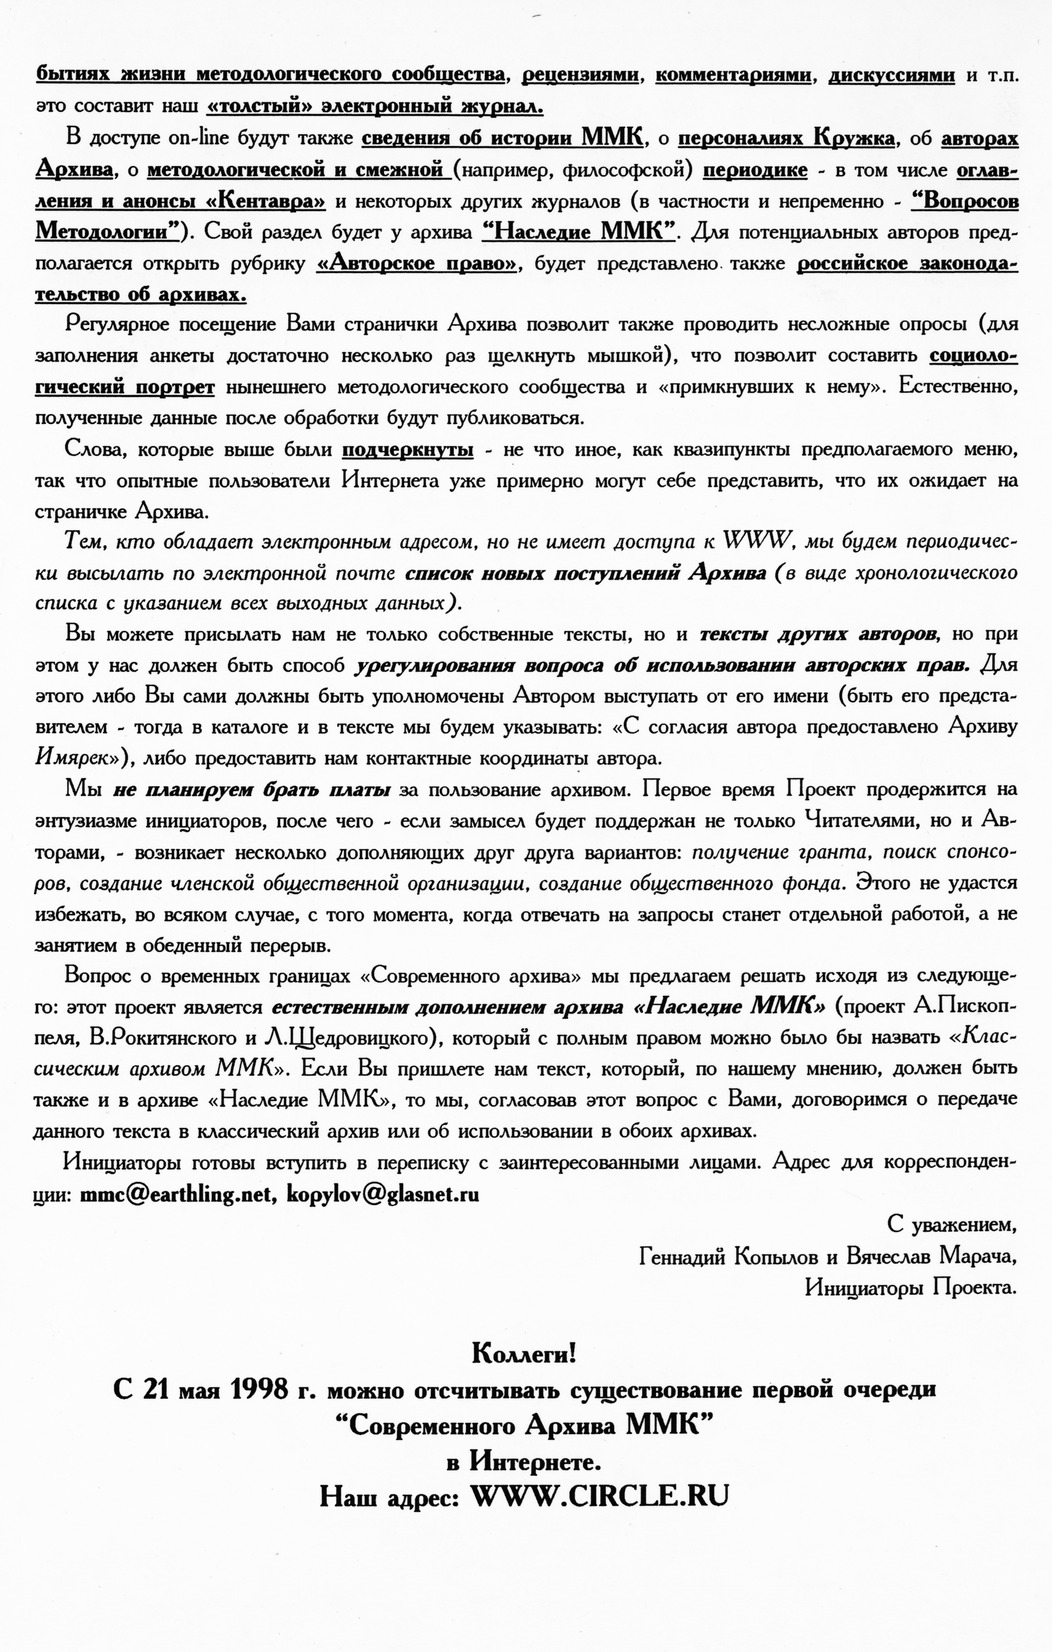 бытиях жизни методологического сообщества, рецензиями, комментариями, дискуссиями и т.п.
это составит наш «толстый» электронный журнал.
В доступе on-line будут также сведения об истории ММК, о персоналиях Кружка, об авторах
Архива, о методологической и смежной (например, философской) периодике - в том числе оглав-
ления и анонсы «Кентавра» и некоторых других журналов (в частности и непременно - “Вопросов
Методологии”). Свой раздел будет у архива “Наследие ММК”. Для потенциальных авторов пред-
полагается открыть рубрику «Авторское право», будет представлено также российское законода-
тельство об архивах.
Регулярное посещение Вами странички Архива позволит также проводить несложные опросы (для
заполнения анкеты достаточно несколько раз щелкнуть мышкой), что позволит составить социоло-
гический портрет нынешнего методологического сообщества и «примкнувших к нему». Естественно,
полученные данные после обработки будут публиковаться.
Слова, которые выше были подчеркнуты - не что иное, как квазипункты предполагаемого меню,
так что опытные пользователи Интернета уже примерно могут себе представить, что их ожидает на
страничке Архива.
Тем, кто обладает электронным адресом, но не имеет доступа к WWW, мы будем периодичес-
ки высылать по электронной почте список новых поступлений Архива (в виде хронологического
списка с указанием всех выходных данных).
Вы можете присылать нам не только собственные тексты, но и тексты других авторов, но при
этом у нас должен быть способ урегулирования вопроса об использовании авторских прав. Для
этого либо Вы сами должны быть уполномочены Автором выступать от его имени (быть его предста-
вителем - тогда в каталоге и в тексте мы будем указывать: «С согласия автора предоставлено Архиву
Имярек»), либо предоставить нам контактные координаты автора.
Мы не планируем брать платы за пользование архивом. Первое время Проект продержится на
энтузиазме инициаторов, после чего - если замысел будет поддержан не только Читателями, но и Ав-
торами, - возникает несколько дополняющих друг друга вариантов: получение гранта, поиск спонсо-
ров, создание членской общественной организации, создание общественного фонда. Этого не удастся
избежать, во всяком случае, с того момента, когда отвечать на запросы станет отдельной работой, а не
занятием в обеденный перерыв.
Вопрос о временных границах «Современного архива» мы предлагаем решать исходя из следующе-
го: этот проект является естественным дополнением архива «Наследие ММК» (проект А.Пископ-
пеля, В.Рокитянского и Л.Щедровицкого), который с полным правом можно было бы назвать «Клас-
сическим архивом ММК». Если Вы пришлете нам текст, который, по нашему мнению, должен быть
также и в архиве «Наследие ММК», то мы, согласовав этот вопрос с Вами, договоримся о передаче
данного текста в классический архив или об использовании в обоих архивах.
Инициаторы готовы вступить в переписку с заинтересованными лицами. Адрес для корреспонден-
ции: mmc@earthling.net, kopylov@glasnet.ru
С уважением,
Геннадий Копылов и Вячеслав Марача,
Инициаторы Проекта.
Коллеги!
С 21 мая 1998 г. можно отсчитывать существование первой очереди
“Современного Архива ММК”
в Интернете.
Наш адрес: WWW.CIRCLE.RU